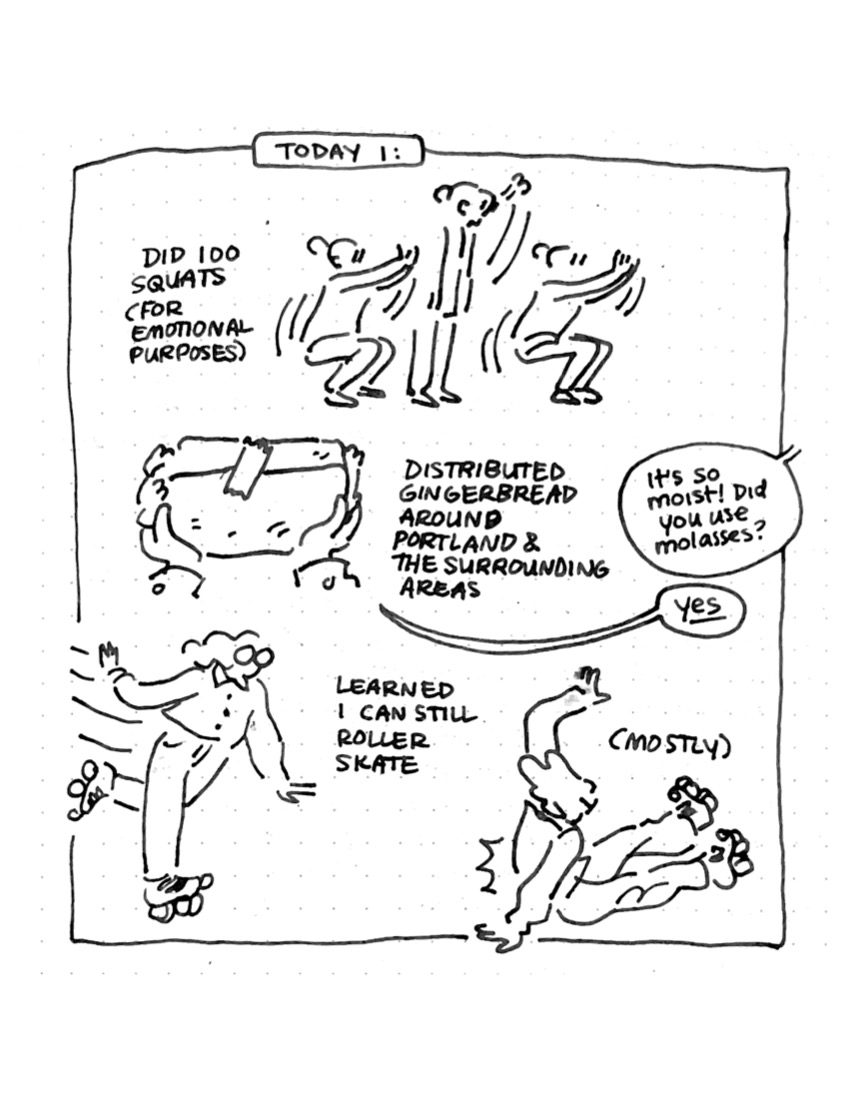 TODAY I:
DID 100
SQUATS
(FOR
EMOTIONAL
PURPOSES)
DISTRIBUTED
GINGERBREAD
AROUND
PORTLAND &
THE SURROUNDING
AREAS
It's so
moist! Did
you use
molasses?
yes
LEARNED
I CAN STILL
ROLLER
SKATE
(MOSTLY)